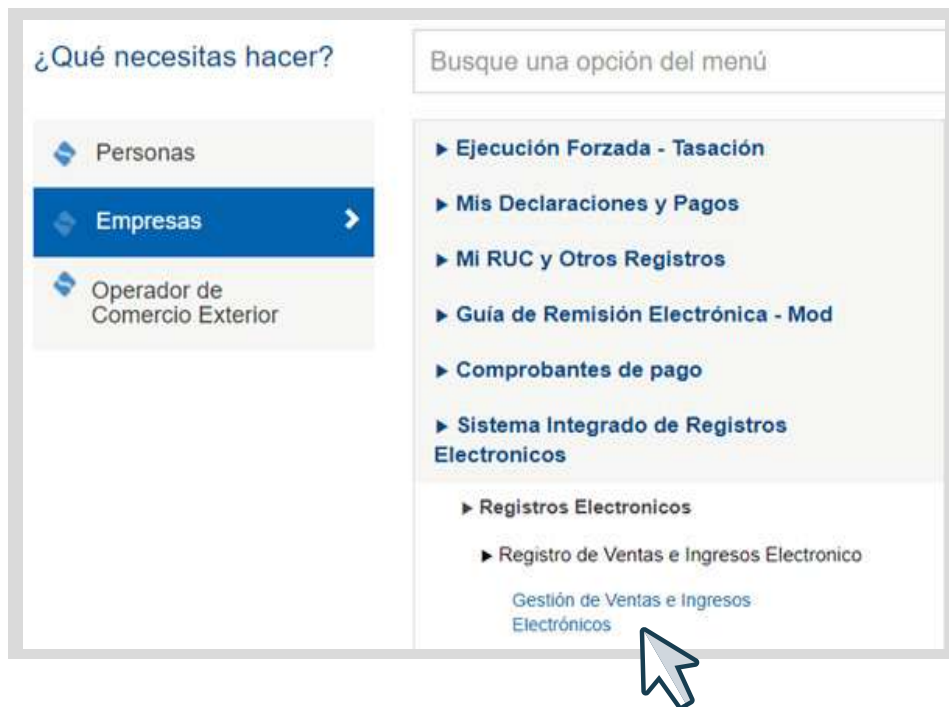 ¿Qué necesitas hacer?
Busque una opción del menú
Personas
Empresas
Operador de
Comercio Exterior
Ejecución Forzada - Tasación
Mis Declaraciones y Pagos
Mi RUC y Otros Registros
Guía de Remisión Electrónica - Mod
Comprobantes de pago
Sistema Integrado de Registros
Electronicos
Registros Electronicos
Registro de Ventas e Ingresos Electronico
Gestión de Ventas e Ingresos
Electrónicos